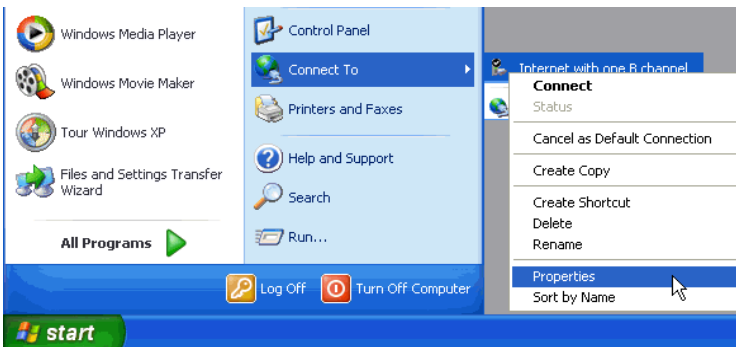 Windows Media Player
Windows Movie Maker
Tour Windows XP
Files and Settings Transfer
Wizard
All Programs
Control Panel
Connect To
Printers and Faxes
Help and Support
Search
Run...
Internet with one B channel
Connect
Status
Cancel as Default Connection
Create Copy
Create Shortcut
Delete
Rename
Properties
Sort by Name
Log Off
Turn Off Computer
start